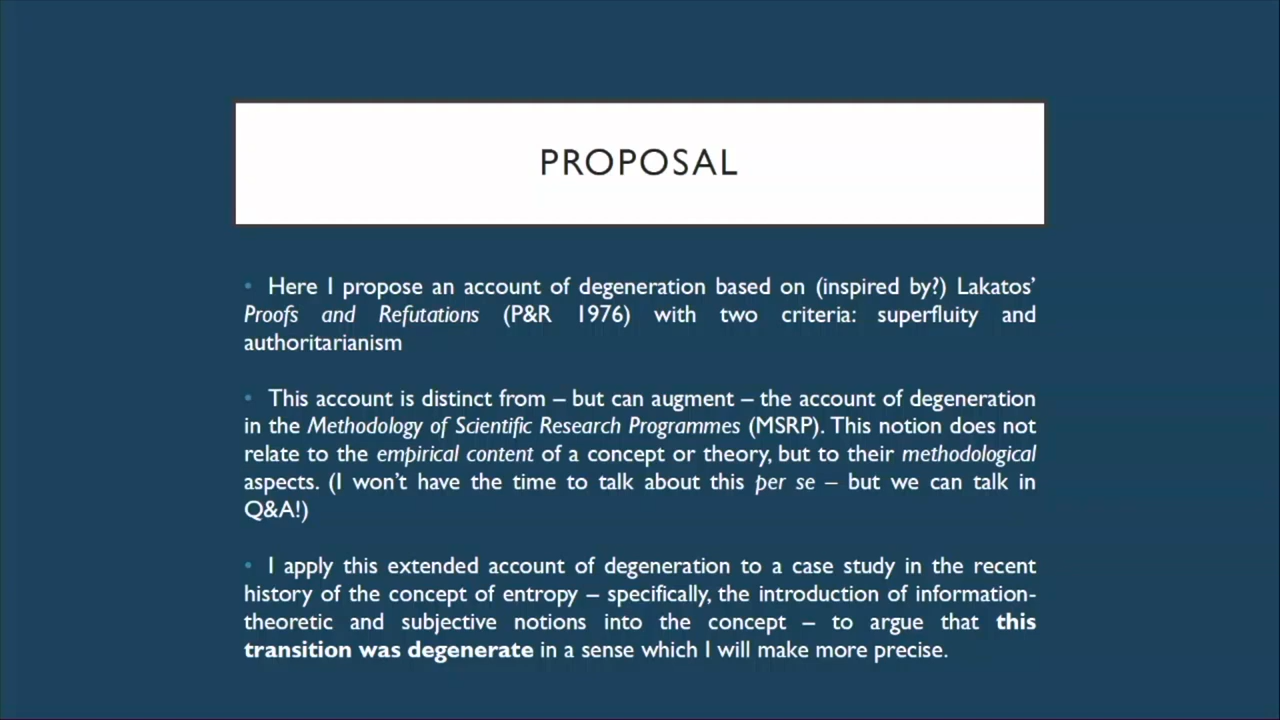 PROPOSAL
• Here I propose an account of degeneration based on (inspired by?) Lakatos’
Proofs and Refutations (P&R 1976) with two criteria: superfluity and
authoritarianism
• This account is distinct from – but can augment – the account of degeneration
in the Methodology of Scientific Research Programmes (MSRP). This notion does not
relate to the empirical content of a concept or theory, but to their methodological
aspects. (I won’t have the time to talk about this per se – but we can talk in
Q&A!)
• I apply this extended account of degeneration to a case study in the recent
history of the concept of entropy – specifically, the introduction of information-
theoretic and subjective notions into the concept – to argue that this
transition was degenerate in a sense which I will make more precise.